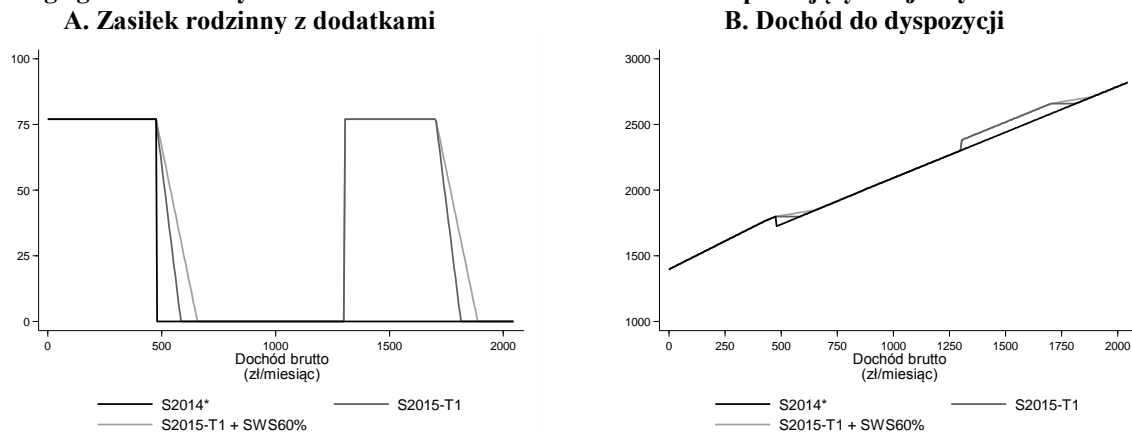 A. Zasiłek rodzinny z dodatkami
B. Dochód do dyspozycji
100
75
50
25
0
0
500
1000
1500
2000
Dochód brutto
(zł/miesiąc)
S2014*
S2015-T1
S2015-T1 + SWS60%
3000
2500
2000
1500
1000
0
250
500
750
1000
1250
1500
1750
2000
Dochód brutto
(zł/miesiąc)
S2014*
S2015-T1
S2015-T1 + SWS60%